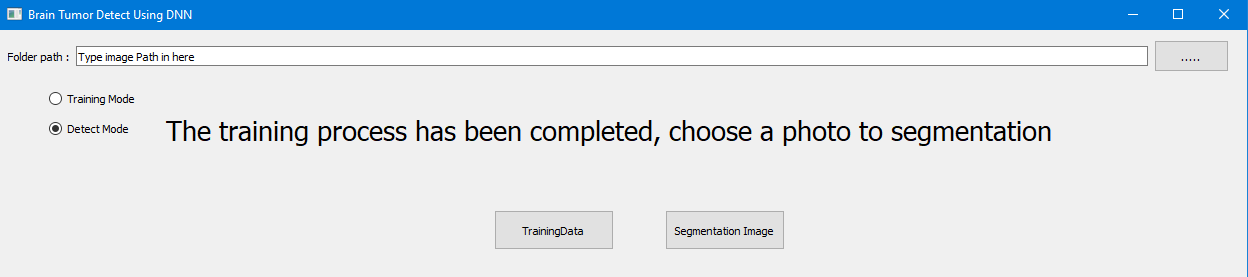 Brain Tumor Detect Using DNN
Folder path : Type image Path in here .....
Training Mode
Detect Mode
The training process has been completed, choose a photo to segmentation
TrainingData Segmentation Image